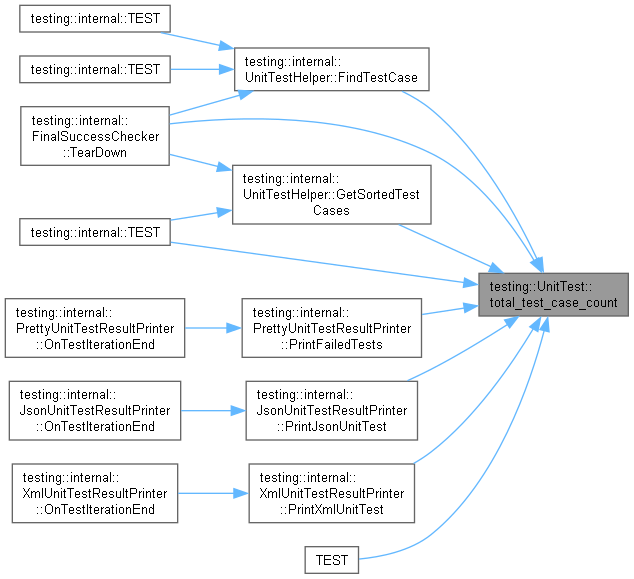 testing::internal::TEST
testing::internal::TEST
testing::internal::
UnitTestHelper::FindTestCase
testing::internal::
FinalSuccessChecker
::TearDown
testing::internal::
UnitTestHelper::GetSortedTest
Cases
testing::internal::TEST
testing::UnitTest::
total_test_case_count
testing::internal::
PrettyUnitTestResultPrinter
::OnTestIterationEnd
testing::internal::
PrettyUnitTestResultPrinter
::PrintFailedTests
testing::internal::
JsonUnitTestResultPrinter
::OnTestIterationEnd
testing::internal::
JsonUnitTestResultPrinter
::PrintJsonUnitTest
testing::internal::
XmlUnitTestResultPrinter
::OnTestIterationEnd
testing::internal::
XmlUnitTestResultPrinter
::PrintXmlUnitTest
TEST